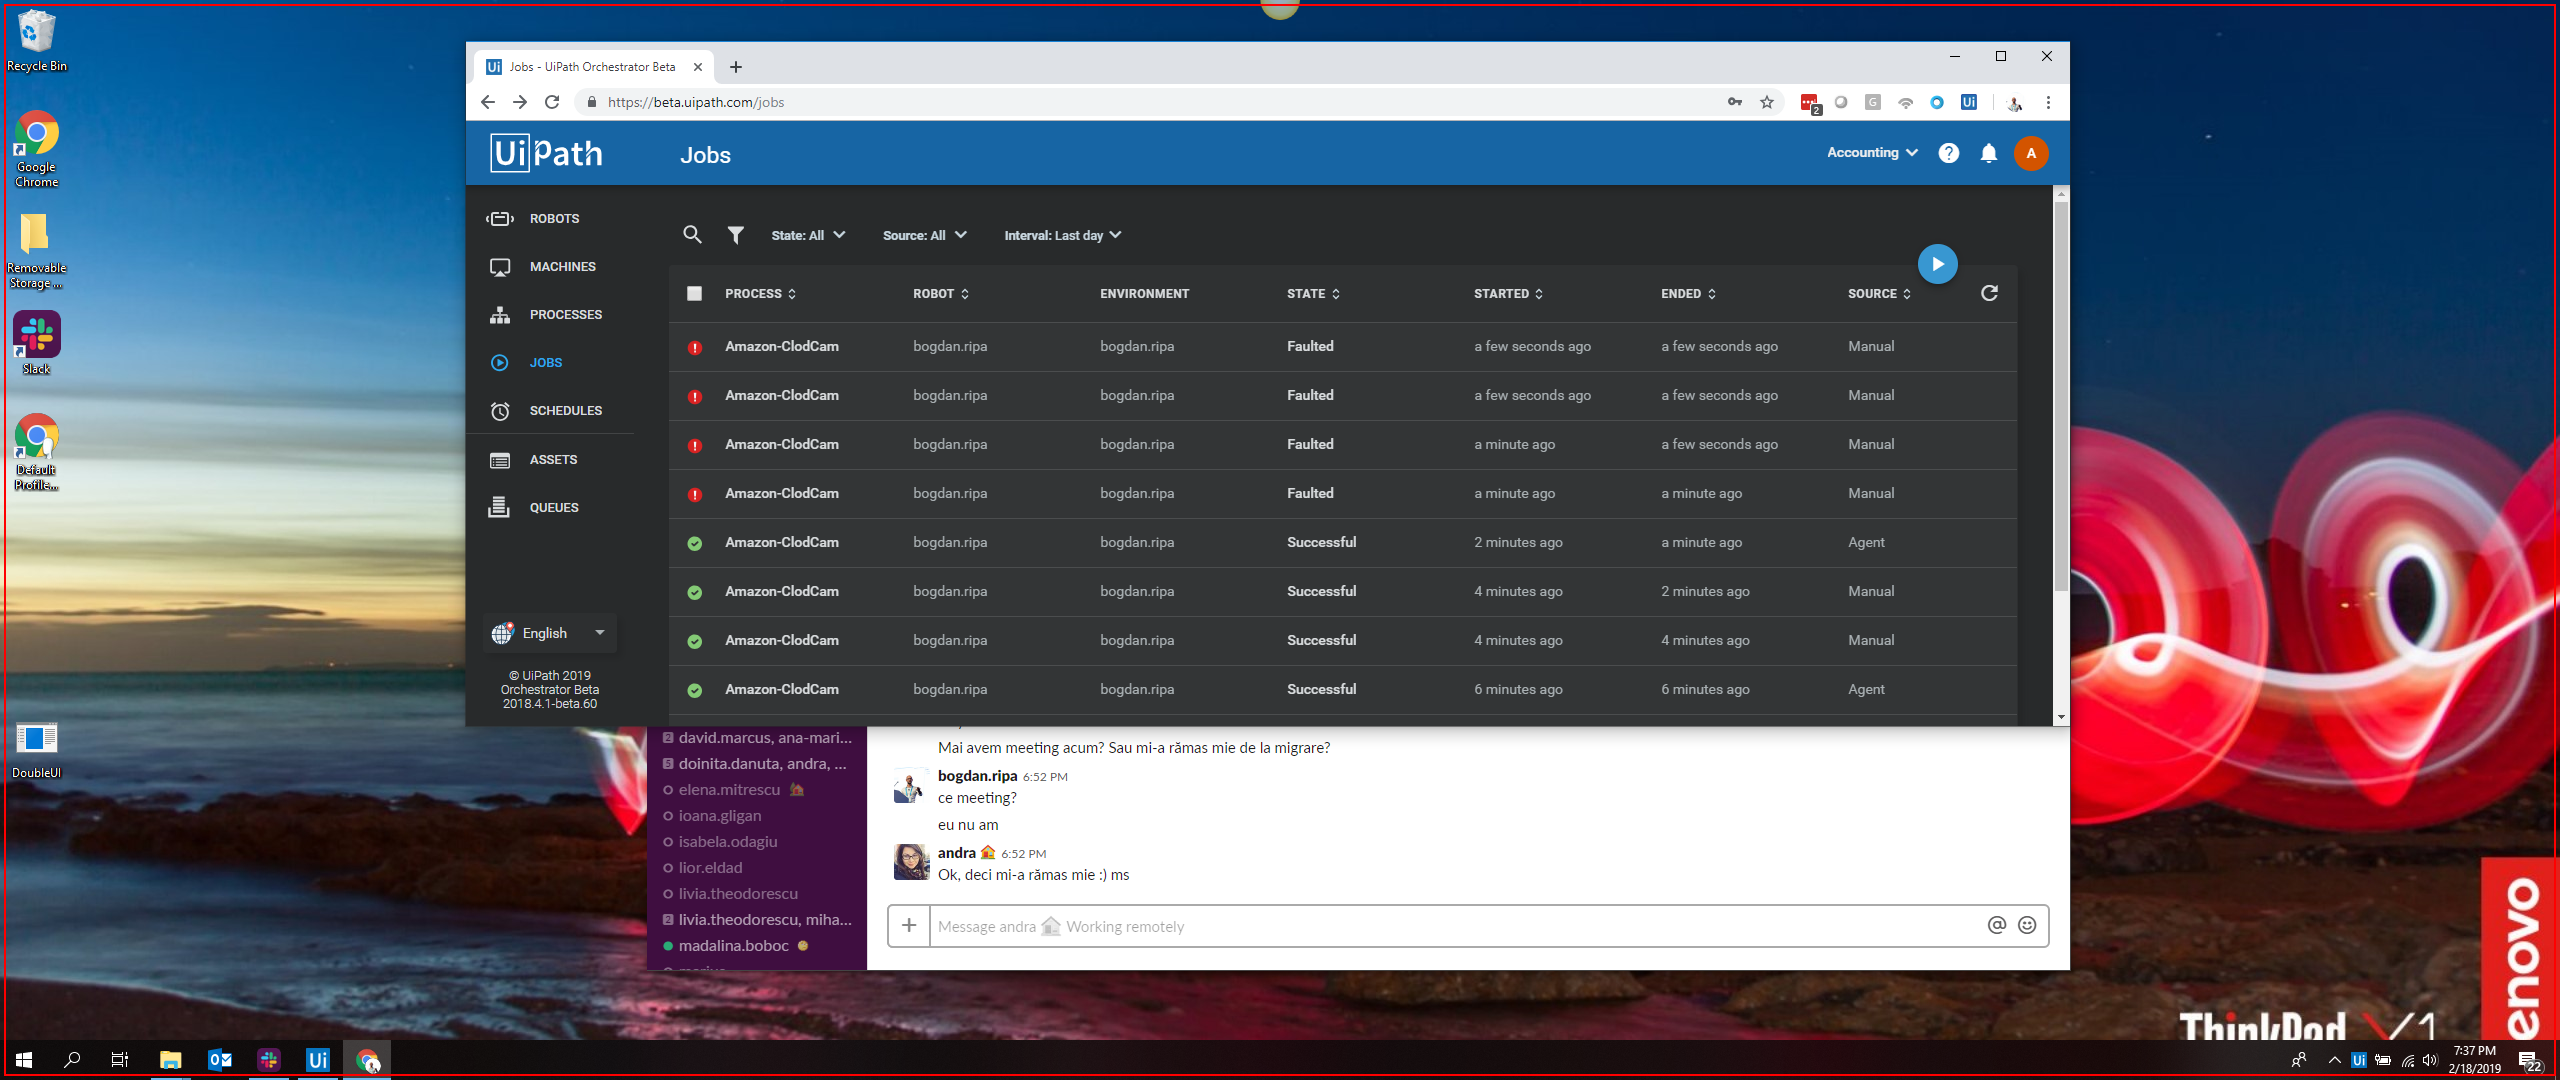 Recycle Bin
Google
Chrome
Removable
Storage ...
Slack
Default
Profile...
DoubleUI
Jobs - UiPath Orchestrator Beta
https://beta.uipath.com/jobs
2
UiPath
Jobs
Accounting
A
ROBOTS
MACHINES
PROCESSES
JOBS
SCHEDULES
ASSETS
QUEUES
English
© UiPath 2019
Orchestrator Beta
2018.4.1-beta.60
State: All
Source: All
Interval: Last day
PROCESS ROBOT ENVIRONMENT STATE STARTED ENDED SOURCE
Amazon-ClodCam bogdan.ripa bogdan.ripa Faulted a few seconds ago a few seconds ago Manual
Amazon-ClodCam bogdan.ripa bogdan.ripa Faulted a few seconds ago a few seconds ago Manual
Amazon-ClodCam bogdan.ripa bogdan.ripa Faulted a minute ago a few seconds ago Manual
Amazon-ClodCam bogdan.ripa bogdan.ripa Faulted a minute ago a minute ago Manual
Amazon-ClodCam bogdan.ripa bogdan.ripa Successful 2 minutes ago a minute ago Agent
Amazon-ClodCam bogdan.ripa bogdan.ripa Successful 4 minutes ago 2 minutes ago Manual
Amazon-ClodCam bogdan.ripa bogdan.ripa Successful 4 minutes ago 4 minutes ago Manual
Amazon-ClodCam bogdan.ripa bogdan.ripa Successful 6 minutes ago 6 minutes ago Agent
2 david.marcus, ana-mari...
5 doinita.danuta, andra, ...
elena.mitrescu
ioana.gligan
isabela.odagiu
lior.eldad
livia.theodorescu
2 livia.theodorescu, miha...
madalina.boboc
Mai avem meeting acum? Sau mi-a rămas mie de la migrare?
bogdan.ripa 6:52 PM
ce meeting?
eu nu am
andra 6:52 PM
Ok, deci mi-a rămas mie :) ms
Message andra Working remotely
enovo
ThinkPad X1
7:37 PM
2/18/2019
22